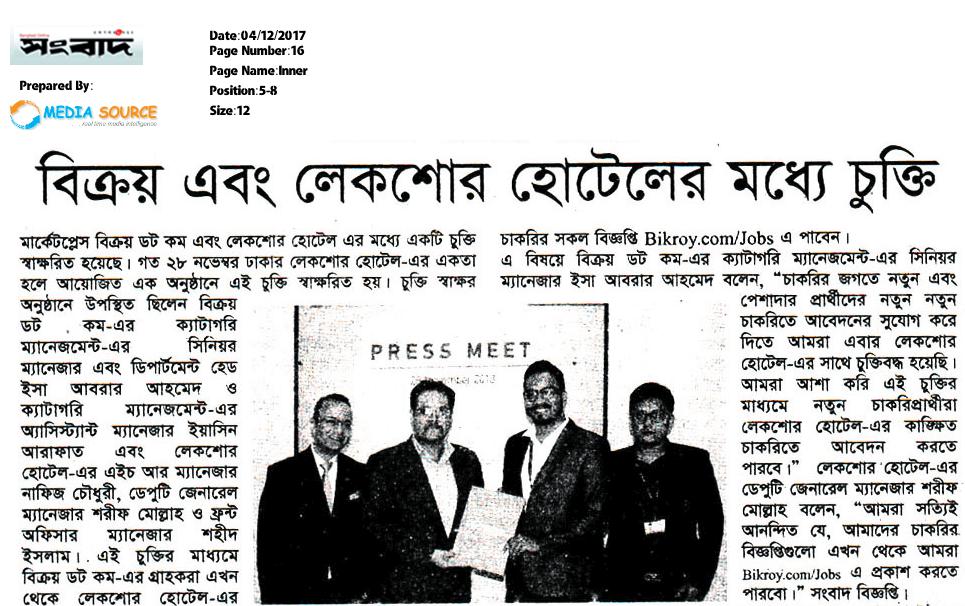 সংবাদ
Prepared By:
MEDIA SOURCE
real time media intelligence
Date:04/12/2017
Page Number:16
Page Name:Inner
Position:5-8
Size:12
বিক্রয় এবং লেকশোর হোটেলের মধ্যে চুক্তি
মার্কেটপ্লেস বিক্রয় ডট কম এবং লেকশোর হোটেল এর মধ্যে একটি চুক্তি
স্বাক্ষরিত হয়েছে। গত ২৮ নভেম্বর ঢাকার লেকশোর হোটেল-এর একতা
হলে আয়োজিত এক অনুষ্ঠানে এই চুক্তি স্বাক্ষরিত হয়। চুক্তি স্বাক্ষর
অনুষ্ঠানে উপস্থিত ছিলেন বিক্রয়
ডট কম-এর ক্যাটাগরি
ম্যানেজমেন্ট-এর সিনিয়র
ম্যানেজার এবং ডিপার্টমেন্ট হেড
ইসা আবরার আহমেদ ও
ক্যাটাগরি ম্যানেজমেন্ট-এর
অ্যাসিস্ট্যান্ট ম্যানেজার ইয়াসিন
আরাফাত এবং লেকশোর
হোটেল-এর এইচ আর ম্যানেজার
নাফিজ চৌধুরী, ডেপুটি জেনারেল
ম্যানেজার শরীফ মোল্লাহ ও ফ্রন্ট
অফিসার ম্যানেজার শহীদ
ইসলাম। এই চুক্তির মাধ্যমে
বিক্রয় ডট কম-এর গ্রাহকরা এখন
থেকে লেকশোর হোটেল-এর
PRESS MEET
চাকরির সকল বিজ্ঞপ্তি Bikroy.com/Jobs এ পাবেন।
এ বিষয়ে বিক্রয় ডট কম-এর ক্যাটাগরি ম্যানেজমেন্ট-এর সিনিয়র
ম্যানেজার ইসা আবরার আহমেদ বলেন, “চাকরির জগতে নতুন এবং
পেশাদার প্রার্থীদের নতুন নতুন
চাকরিতে আবেদনের সুযোগ করে
দিতে আমরা এবার লেকশোর
হোটেল-এর সাথে চুক্তিবদ্ধ হয়েছি।
আমরা আশা করি এই চুক্তির
মাধ্যমে নতুন চাকরিপ্রার্থীরা
লেকশোর হোটেল-এর কাঙ্ক্ষিত
চাকরিতে আবেদন করতে
পারবে।” লেকশোর হোটেল-এর
ডেপুটি জেনারেল ম্যানেজার শরীফ
মোল্লাহ বলেন, “আমরা সত্যিই
আনন্দিত যে, আমাদের চাকরির
বিজ্ঞপ্তিগুলো এখন থেকে আমরা
Bikroy.com/Jobs এ প্রকাশ করতে
পারবো।” সংবাদ বিজ্ঞপ্তি।